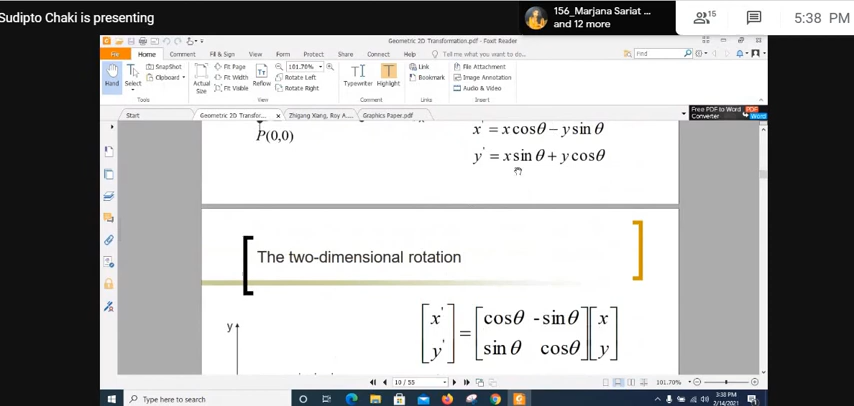 Sudipto Chaki is presenting
156_Marjana Sariat ...
and 12 more
15
5:38 PM
Geometric 2D Transformation.pdf - Foxit Reader
File Home Comment Fill & Sign View Form Protect Share Connect Help Tell me what you want to do...
Find
Hand
Select
SnapShot
Clipboard
Tools
Actual Size
Fit Page
Fit Width
Fit Visible
Reflow
101.70%
Rotate Left
Rotate Right
View
Typewriter
Highlight
Comment
Link
Bookmark
Links
File Attachment
Image Annotation
Audio & Video
Insert
Start Geometric 2D Transfor... Zhigang Xiang, Roy A.... Graphics Paper.pdf
Free PDF to Word Converter
PDF
Word
P(0,0)
x' = x cosθ − y sinθ
y' = x sinθ + y cosθ
The two-dimensional rotation
[x'] = [cosθ -sinθ] [x]
[y'] [sinθ cosθ] [y]
y
10 / 55
101.70%
Type here to search
3:38 PM
2/14/2021